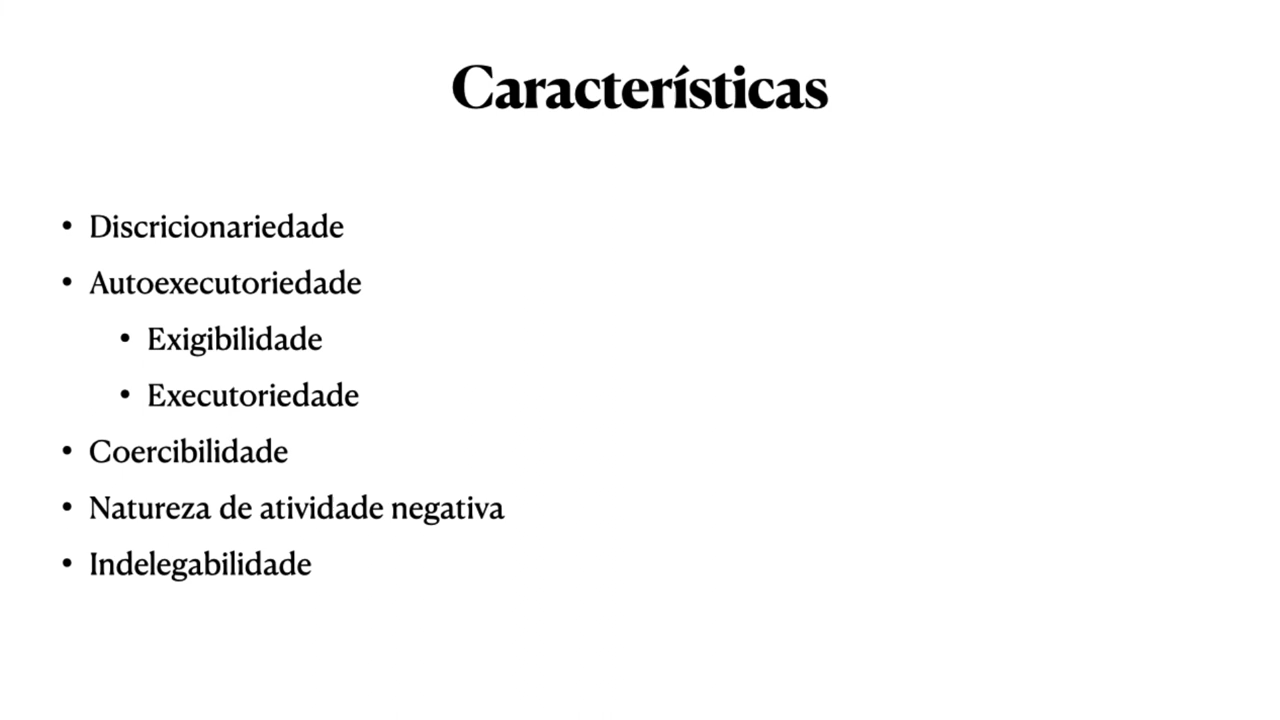 Características
• Discricionariedade
• Autoexecutoriedade
• Exigibilidade
• Executoriedade
• Coercibilidade
• Natureza de atividade negativa
• Indelegabilidade